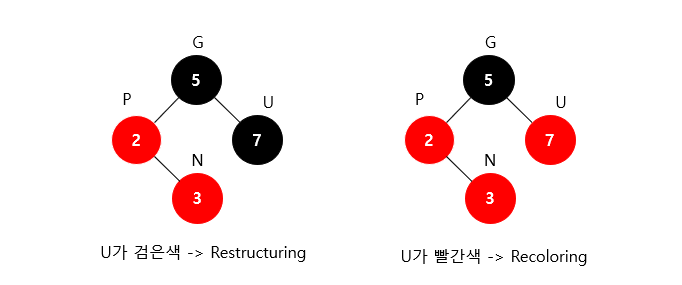 G
5
P
U
2
7
N
3
U가 검은색 -> Restructuring
G
5
P
U
2
7
N
3
U가 빨간색 -> Recoloring